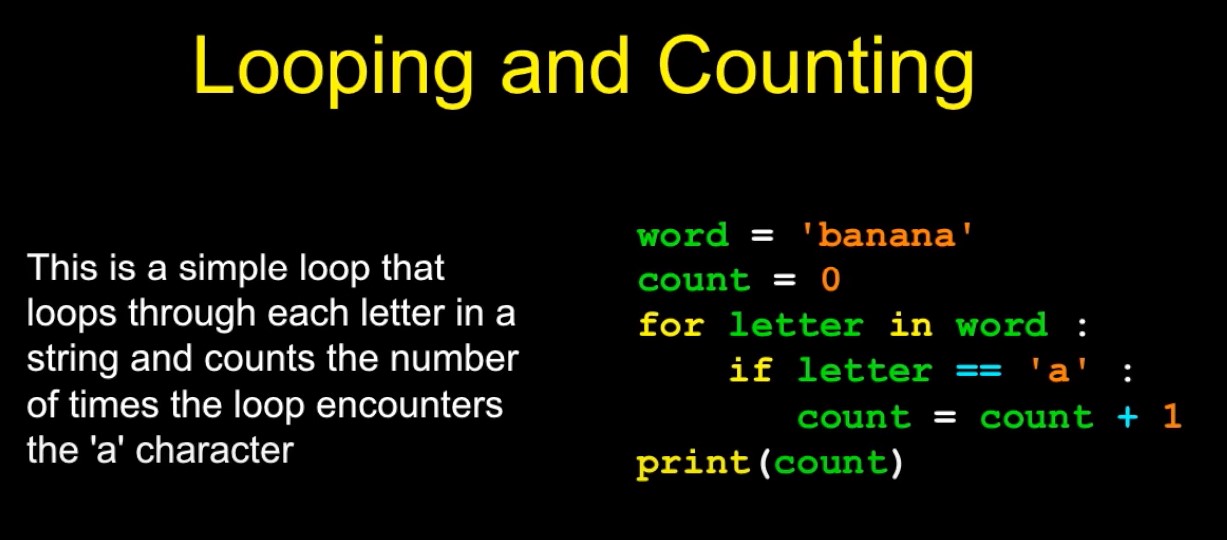 Looping and Counting
This is a simple loop that
loops through each letter in a
string and counts the number
of times the loop encounters
the 'a' character
word = 'banana'
count = 0
for letter in word :
    if letter == 'a' :
       count = count + 1
print(count)